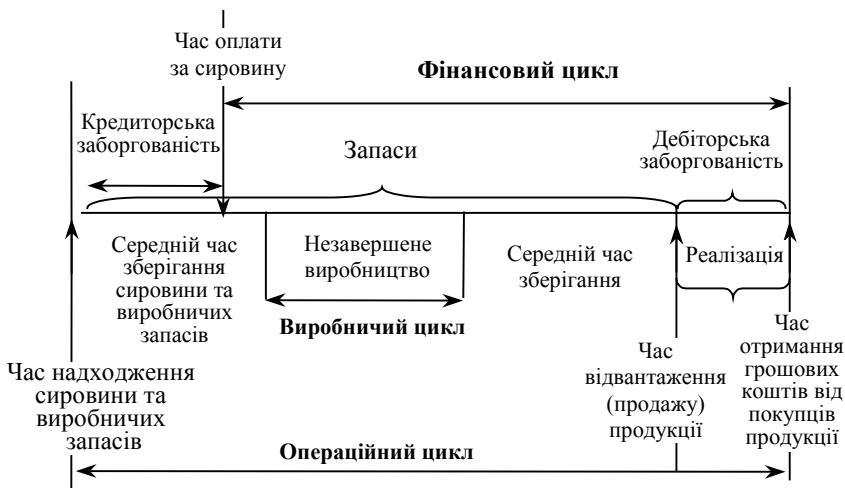 Час оплати
за сировину
Фінансовий цикл
Кредиторська
заборгованість
Запаси
Дебіторська
заборгованість
Середній час
зберігання
сировини та
виробничих
запасів
Незавершене
виробництво
Середній час
зберігання
Реалізація
Виробничий цикл
Час надходження
сировини та
виробничих
запасів
Час
відвантаження
(продажу)
продукції
Час
отримання
грошових
коштів від
покупців
продукції
Операційний цикл